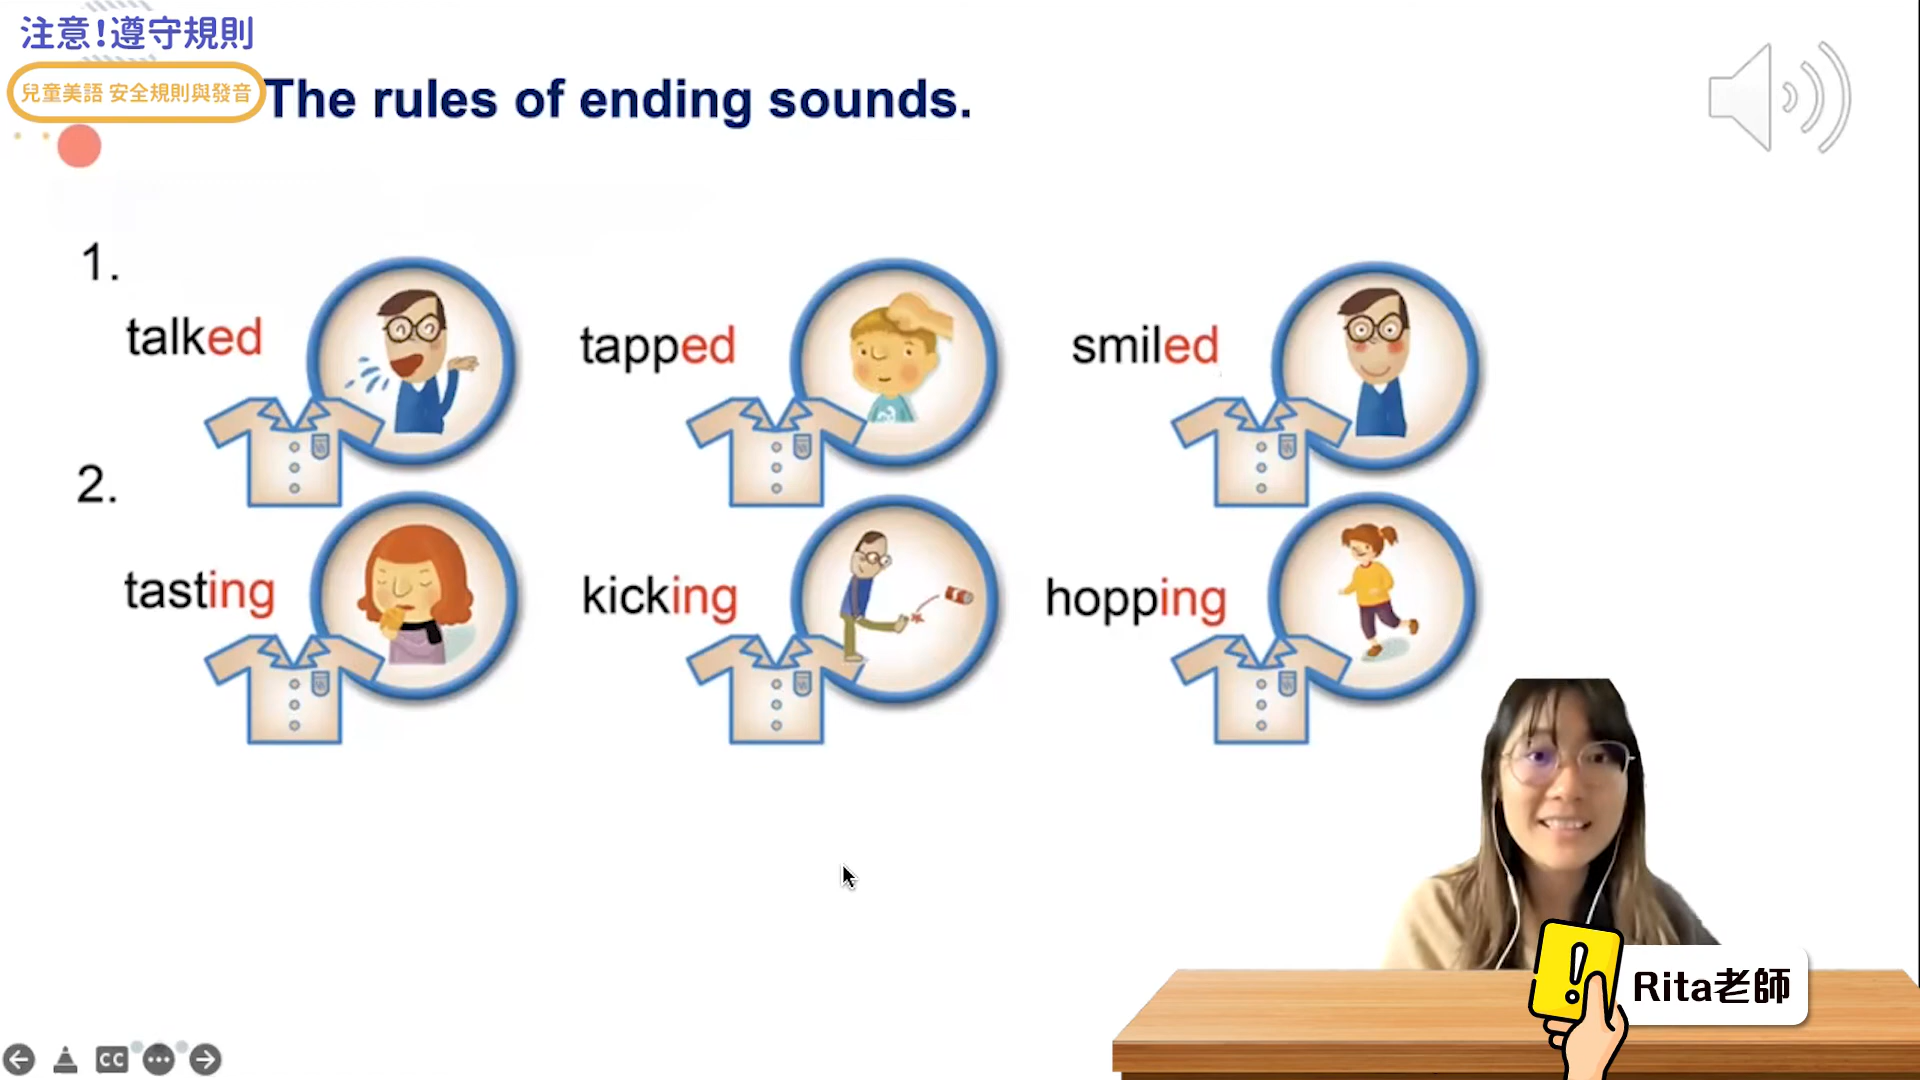 注意!遵守規則
兒童美語 安全規則與發音
The rules of ending sounds.
1.
talked
tapped
smiled
2.
tasting
kicking
hopping
Rita老師
CC